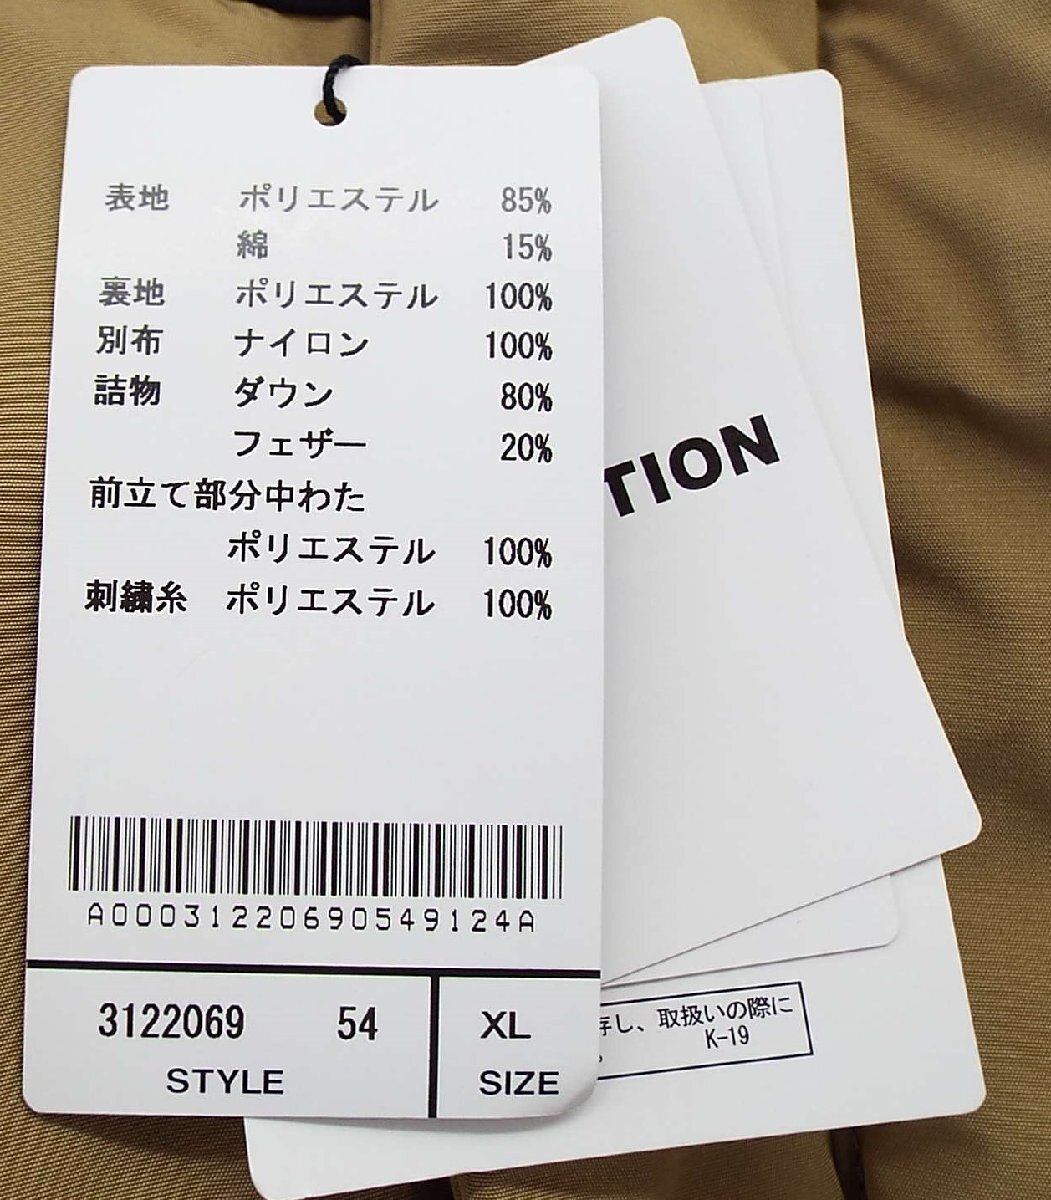 表地 ポリエステル 85%
綿 15%
裏地 ポリエステル 100%
別布 ナイロン 100%
詰物 ダウン 80%
フェザー 20%
前立て部分中わた
ポリエステル 100%
刺繍糸 ポリエステル 100%
A00031220690549124A
3122069 54 XL
STYLE SIZE
TION
存し、取扱いの際に
K-19